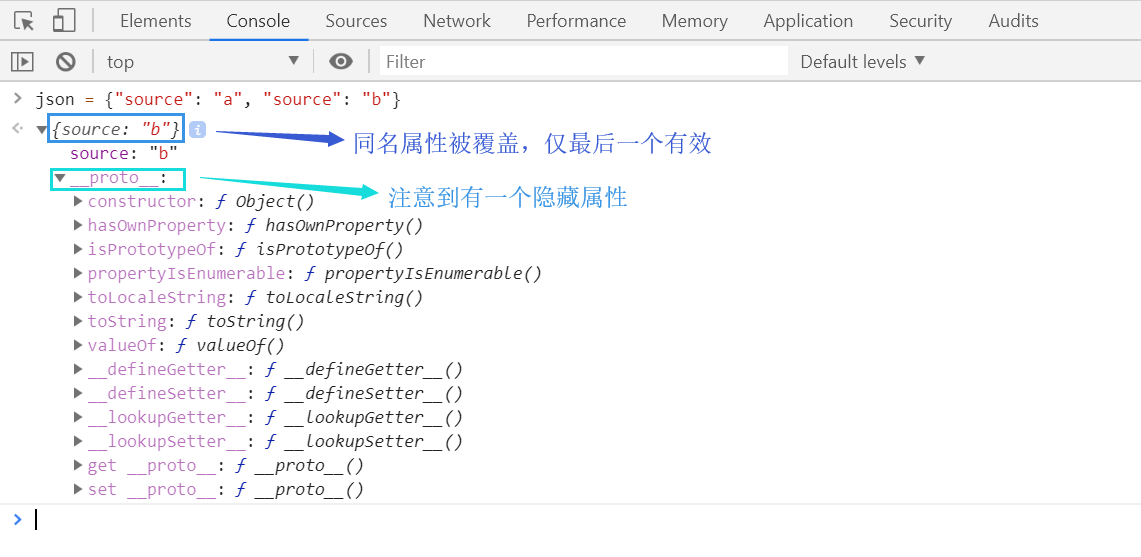 Elements Console Sources Network Performance Memory Application Security Audits
top Filter Default levels
json = {"source": "a", "source": "b"}
{source: "b"} i 同名属性被覆盖，仅最后一个有效
source: "b"
__proto__: 注意到有一个隐藏属性
constructor: ƒ Object()
hasOwnProperty: ƒ hasOwnProperty()
isPrototypeOf: ƒ isPrototypeOf()
propertyIsEnumerable: ƒ propertyIsEnumerable()
toLocaleString: ƒ toLocaleString()
toString: ƒ toString()
valueOf: ƒ valueOf()
__defineGetter__: ƒ __defineGetter__()
__defineSetter__: ƒ __defineSetter__()
__lookupGetter__: ƒ __lookupGetter__()
__lookupSetter__: ƒ __lookupSetter__()
get __proto__: ƒ __proto__()
set __proto__: ƒ __proto__()